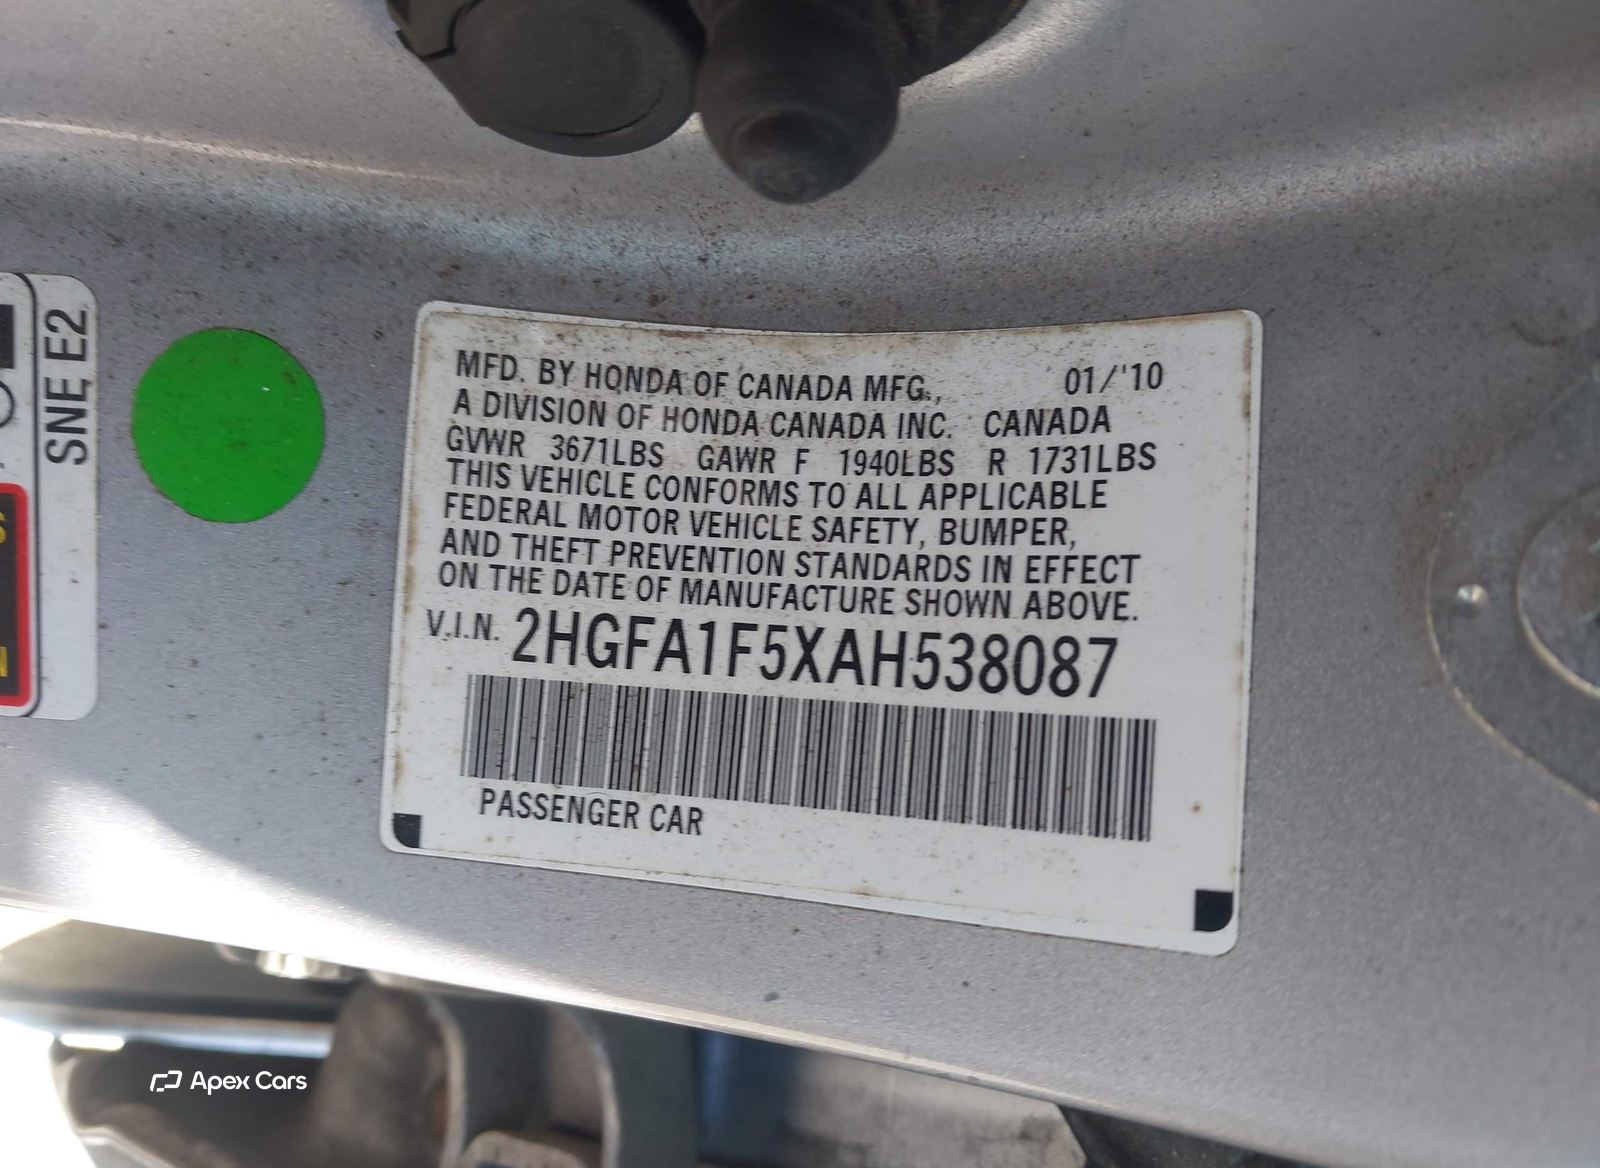 SNE E2
MFD. BY HONDA OF CANADA MFG., 01/'10
A DIVISION OF HONDA CANADA INC. CANADA
GVWR 3671LBS GAWR F 1940LBS R 1731LBS
THIS VEHICLE CONFORMS TO ALL APPLICABLE
FEDERAL MOTOR VEHICLE SAFETY, BUMPER,
AND THEFT PREVENTION STANDARDS IN EFFECT
ON THE DATE OF MANUFACTURE SHOWN ABOVE.
V.I.N. 2HGFA1F5XAH538087
PASSENGER CAR
Apex Cars